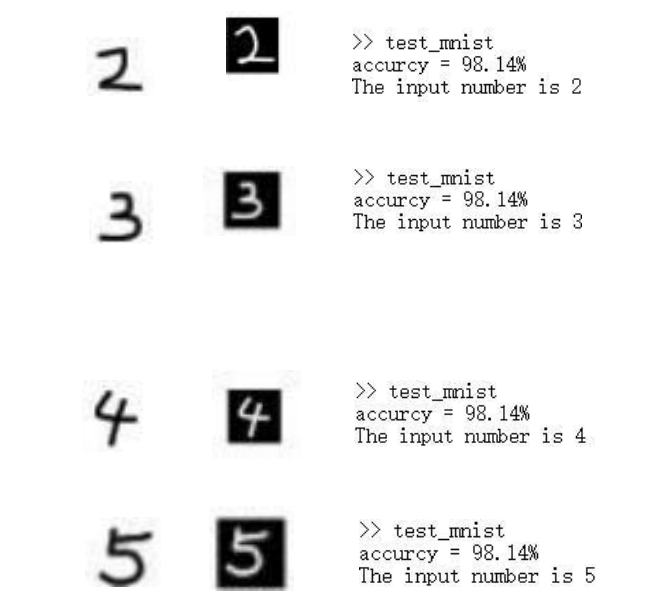 2 2 >> test_mnist
accurcy = 98.14%
The input number is 2
3 3 >> test_mnist
accurcy = 98.14%
The input number is 3
4 4 >> test_mnist
accurcy = 98.14%
The input number is 4
5 5 >> test_mnist
accurcy = 98.14%
The input number is 5